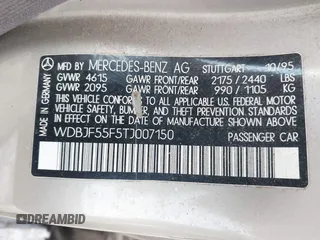 MFD. BY MERCEDES-BENZ AG STUTTGART 10/95
GVWR 4615 GAWR FRONT/REAR 2175/2440 LBS
GVWR 2095 GAWR FRONT/REAR 990/1105 KG
THIS VEHICLE CONFORMS TO ALL APPLICABLE U.S. FEDERAL MOTOR
VEHICLE SAFETY BUMPER, AND THEFT PREVENTION STANDARDS
IN EFFECT ON THE DATE OF MANUFACTURE SHOWN ABOVE.
WDBJF55F5TJ007150 PASSENGER CAR
MADE IN GERMANY
DREAMBID